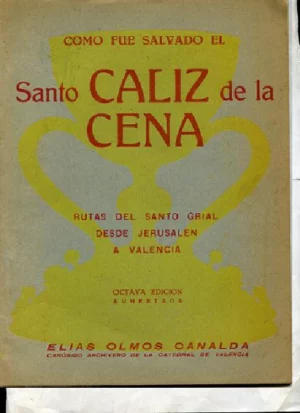 COMO FUE SALVADO EL
Santo CALIZ de la
CENA
RUTAS DEL SANTO GRIAL
DESDE JERUSALEN
A VALENCIA
OCTAVA EDICION
AUMENTADA
ELIAS OLMOS CANALDA
CANONIGO ARCHIVERO DE LA CATEDRAL DE VALENCIA